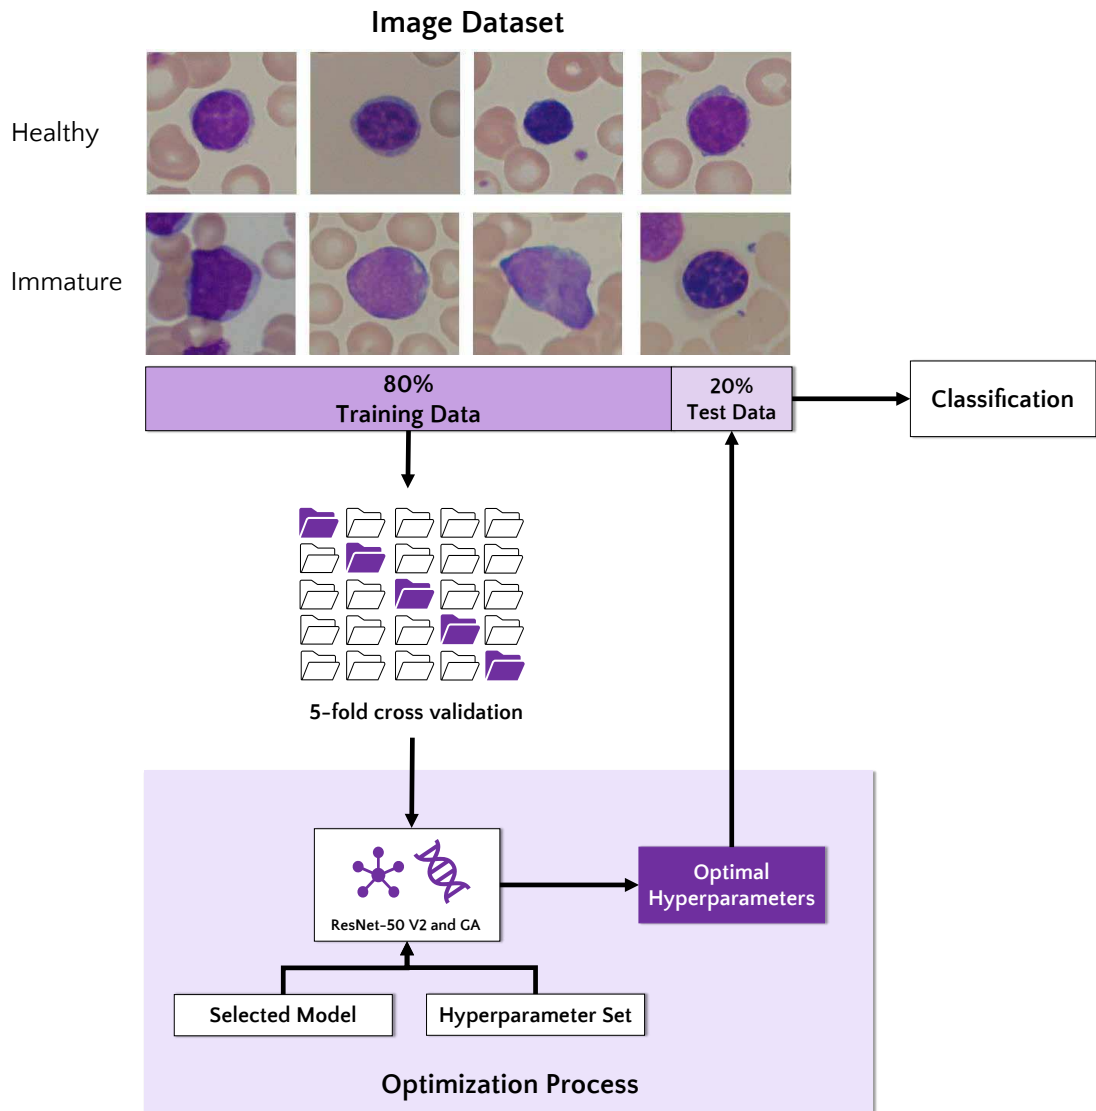 Image Dataset
Healthy
Immature
80%
Training Data
20%
Test Data
Classification
5-fold cross validation
ResNet-50 V2 and GA
Optimal
Hyperparameters
Selected Model
Hyperparameter Set
Optimization Process